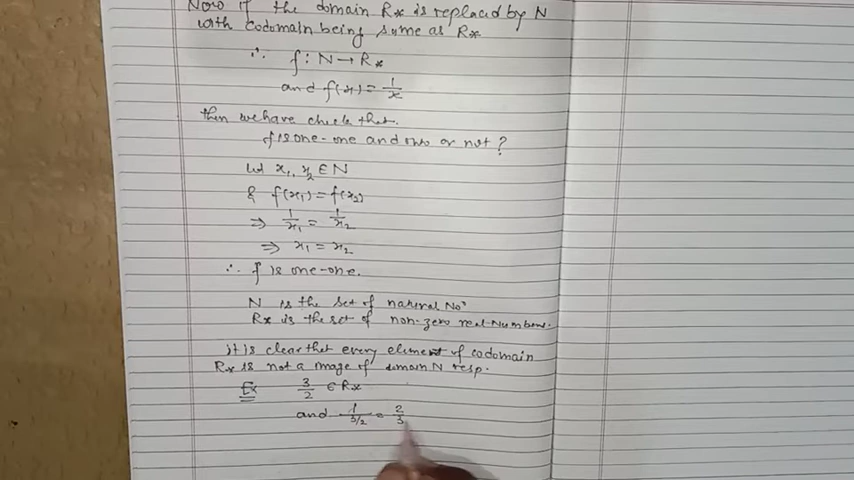 Now if the domain R* is replaced by N
with codomain being same as R*
∴ f : N → R*
and f(x) = 1/x
then we have check that.
f is one-one and onto or not?
Let x₁, x₂ ∈ N
& f(x₁) = f(x₂)
⇒ 1/x₁ = 1/x₂
⇒ x₁ = x₂
∴ f is one-one.
N is the set of natural Noˢ
R* is the set of non-zero real-Numbers.
it is clear that every element of codomain
R* is not a image of domain N resp.
Ex 3/2 ∈ R*
and 1/3/2 = 2/3